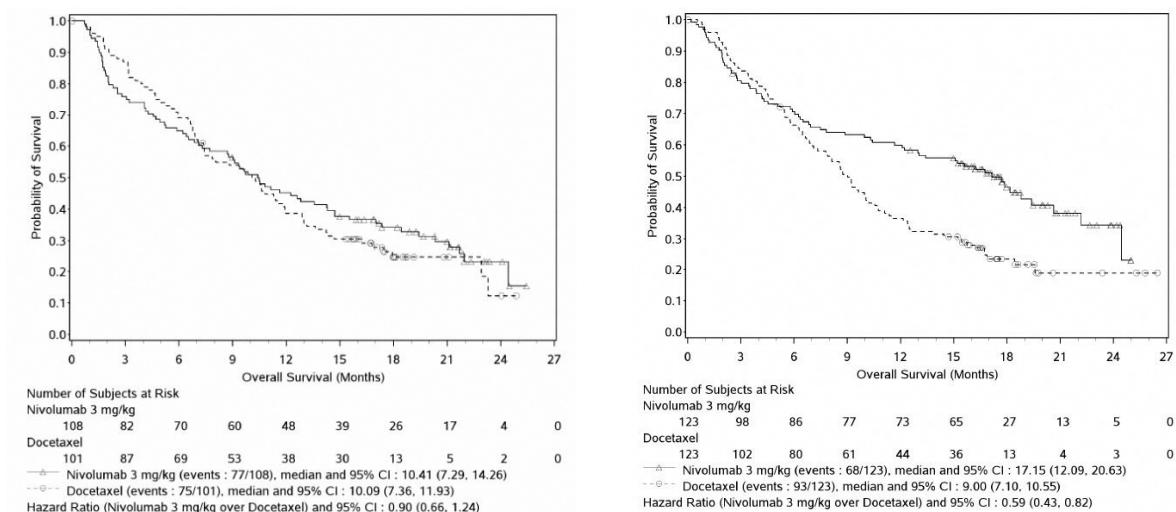 1.0
0.9
0.8
0.7
0.6
0.5
0.4
0.3
0.2
0.1
0.0
Probability of Survival
0 3 6 9 12 15 18 21 24 27
Overall Survival (Months)
Number of Subjects at Risk
Nivolumab 3 mg/kg
108 82 70 60 48 39 26 17 4 0
Docetaxel
101 87 69 53 38 30 13 5 2 0
Nivolumab 3 mg/kg (events : 77/108), median and 95% CI : 10.41 (7.29, 14.26)
Docetaxel (events : 75/101), median and 95% CI : 10.09 (7.36, 11.93)
Hazard Ratio (Nivolumab 3 mg/kg over Docetaxel) and 95% CI : 0.90 (0.66, 1.24)
1.0
0.9
0.8
0.7
0.6
0.5
0.4
0.3
0.2
0.1
0.0
Probability of Survival
0 3 6 9 12 15 18 21 24 27
Overall Survival (Months)
Number of Subjects at Risk
Nivolumab 3 mg/kg
123 98 86 77 73 65 27 13 5 0
Docetaxel
123 102 80 61 44 36 13 4 3 0
Nivolumab 3 mg/kg (events : 68/123), median and 95% CI : 17.15 (12.09, 20.63)
Docetaxel (events : 93/123), median and 95% CI : 9.00 (7.10, 10.55)
Hazard Ratio (Nivolumab 3 mg/kg over Docetaxel) and 95% CI : 0.59 (0.43, 0.82)